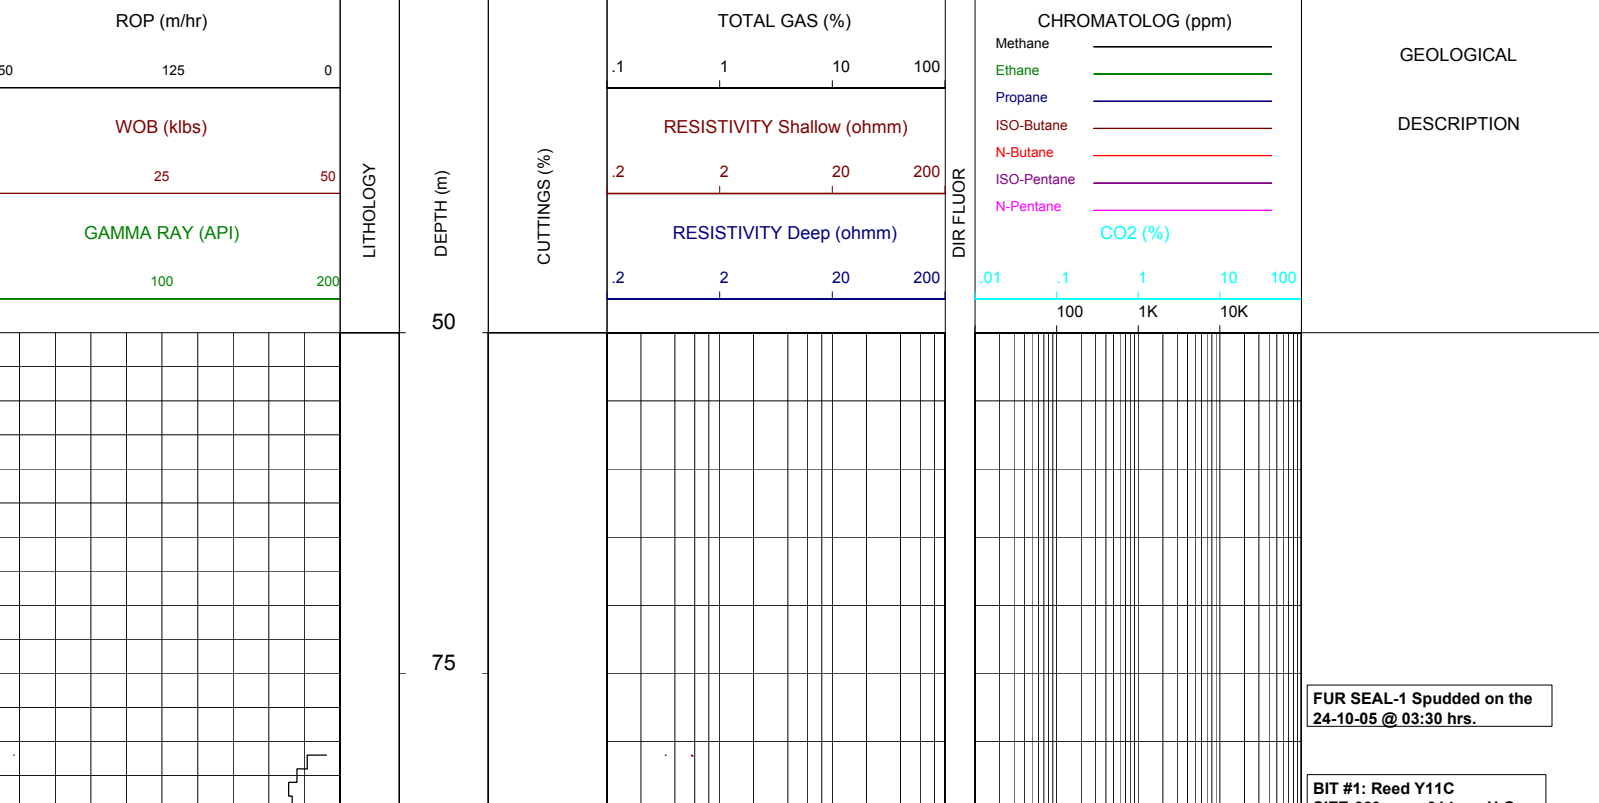 ROP (m/hr)
50 125 0
WOB (klbs)
25 50
GAMMA RAY (API)
100 200
LITHOLOGY
DEPTH (m)
CUTTINGS (%)
TOTAL GAS (%)
.1 1 10 100
RESISTIVITY Shallow (ohmm)
.2 2 20 200
RESISTIVITY Deep (ohmm)
.2 2 20 200
DIR FLUOR
CHROMATOLOG (ppm)
Methane
Ethane
Propane
ISO-Butane
N-Butane
ISO-Pentane
N-Pentane
CO2 (%)
.01 .1 1 10 100
100 1K 10K
GEOLOGICAL
DESCRIPTION
50
75
FUR SEAL-1 Spudded on the
24-10-05 @ 03:30 hrs.
BIT #1: Reed Y11C